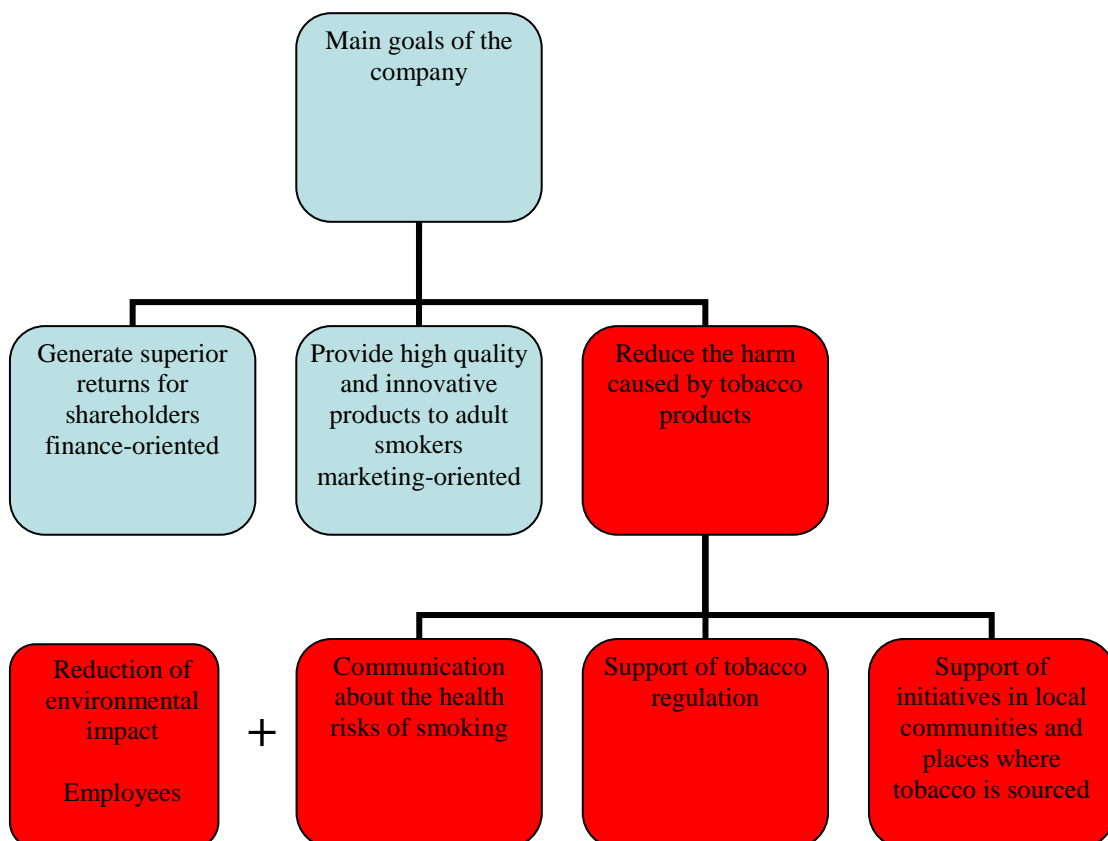 Main goals of the
company
Generate superior
returns for
shareholders
finance-oriented
Provide high quality
and innovative
products to adult
smokers
marketing-oriented
Reduce the harm
caused by tobacco
products
Reduction of
environmental
impact
Employees
+
Communication
about the health
risks of smoking
Support of tobacco
regulation
Support of
initiatives in local
communities and
places where
tobacco is sourced